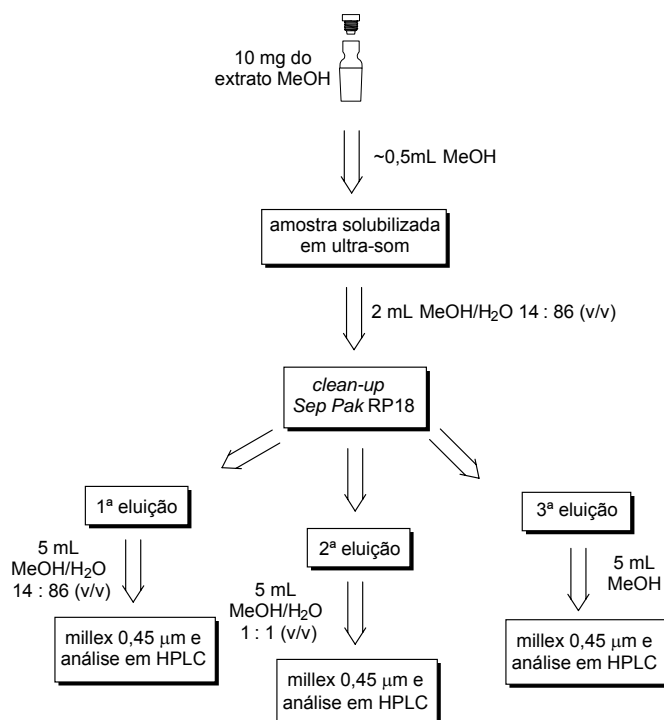 10 mg do
extrato MeOH
~0,5mL MeOH
amostra solubilizada
em ultra-som
2 mL MeOH/H₂O 14 : 86 (v/v)
clean-up
Sep Pak RP18
1ª eluição
5 mL
MeOH/H₂O
14 : 86 (v/v)
millex 0,45 μm e
análise em HPLC
2ª eluição
5 mL
MeOH/H₂O
1 : 1 (v/v)
millex 0,45 μm e
análise em HPLC
3ª eluição
5 mL
MeOH
millex 0,45 μm e
análise em HPLC